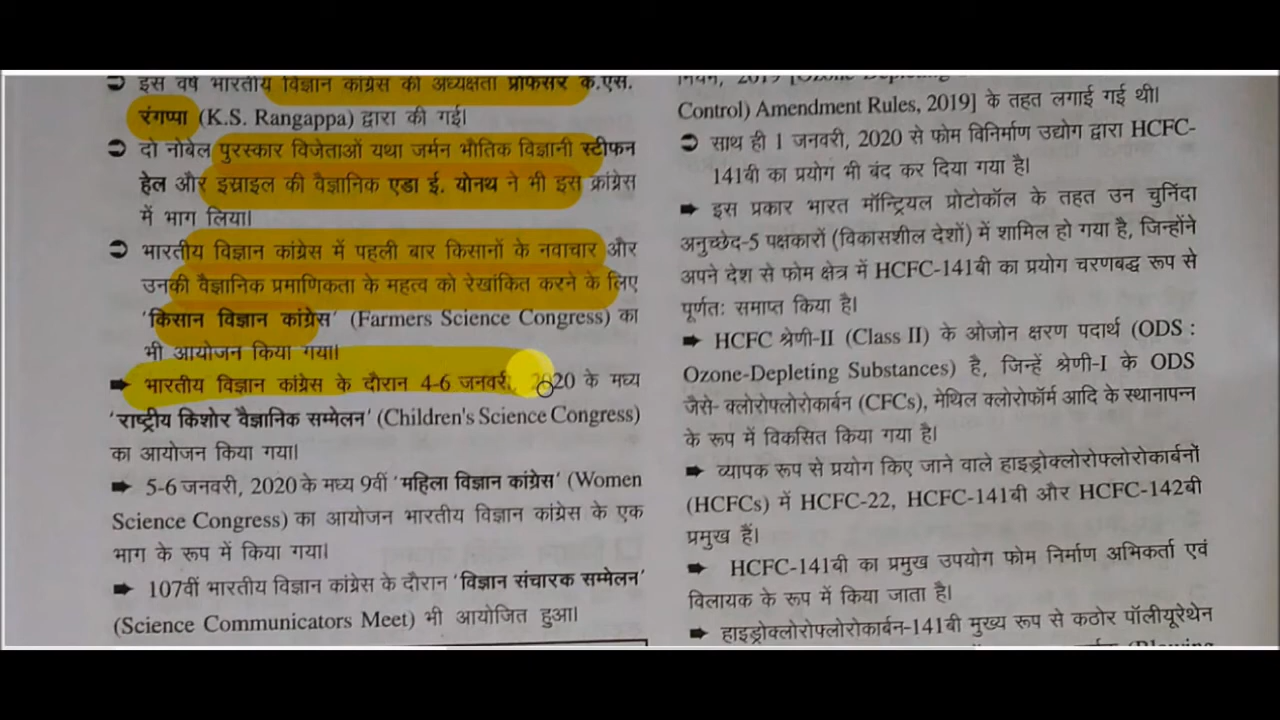 इस वर्ष भारतीय विज्ञान कांग्रेस की अध्यक्षता प्रोफेसर के.एस.
रंगप्पा (K.S. Rangappa) द्वारा की गई।
दो नोबेल पुरस्कार विजेताओं यथा जर्मन भौतिक विज्ञानी स्टीफन
हेल और इस्राइल की वैज्ञानिक एडा ई. योनथ ने भी इस क्रांग्रेस
में भाग लिया।
भारतीय विज्ञान कांग्रेस में पहली बार किसानों के नवाचार और
उनकी वैज्ञानिक प्रमाणिकता के महत्व को रेखांकित करने के लिए
'किसान विज्ञान कांग्रेस' (Farmers Science Congress) का
भी आयोजन किया गया।
भारतीय विज्ञान कांग्रेस के दौरान 4-6 जनवरी, 2020 के मध्य
'राष्ट्रीय किशोर वैज्ञानिक सम्मेलन' (Children's Science Congress)
का आयोजन किया गया।
5-6 जनवरी, 2020 के मध्य 9वीं 'महिला विज्ञान कांग्रेस' (Women
Science Congress) का आयोजन भारतीय विज्ञान कांग्रेस के एक
भाग के रूप में किया गया।
107वीं भारतीय विज्ञान कांग्रेस के दौरान 'विज्ञान संचारक सम्मेलन'
(Science Communicators Meet) भी आयोजित हुआ।
नियम, 2019 [Ozone Depleting
Control) Amendment Rules, 2019] के तहत लगाई गई थी।
साथ ही 1 जनवरी, 2020 से फोम विनिर्माण उद्योग द्वारा HCFC-
141बी का प्रयोग भी बंद कर दिया गया है।
इस प्रकार भारत मॉन्ट्रियल प्रोटोकॉल के तहत उन चुनिंदा
अनुच्छेद-5 पक्षकारों (विकासशील देशों) में शामिल हो गया है, जिन्होंने
अपने देश से फोम क्षेत्र में HCFC-141बी का प्रयोग चरणबद्ध रूप से
पूर्णतः समाप्त किया है।
HCFC श्रेणी-II (Class II) के ओजोन क्षरण पदार्थ (ODS :
Ozone-Depleting Substances) है, जिन्हें श्रेणी-I के ODS
जैसे- क्लोरोफ्लोरोकार्बन (CFCs), मेथिल क्लोरोफॉर्म आदि के स्थानापन्न
के रूप में विकसित किया गया है।
व्यापक रूप से प्रयोग किए जाने वाले हाइड्रोक्लोरोफ्लोरोकार्बनों
(HCFCs) में HCFC-22, HCFC-141बी और HCFC-142बी
प्रमुख हैं।
HCFC-141बी का प्रमुख उपयोग फोम निर्माण अभिकर्ता एवं
विलायक के रूप में किया जाता है।
हाइड्रोक्लोरोफ्लोरोकार्बन-141बी मुख्य रूप से कठोर पॉलीयूरेथेन
(Blowing